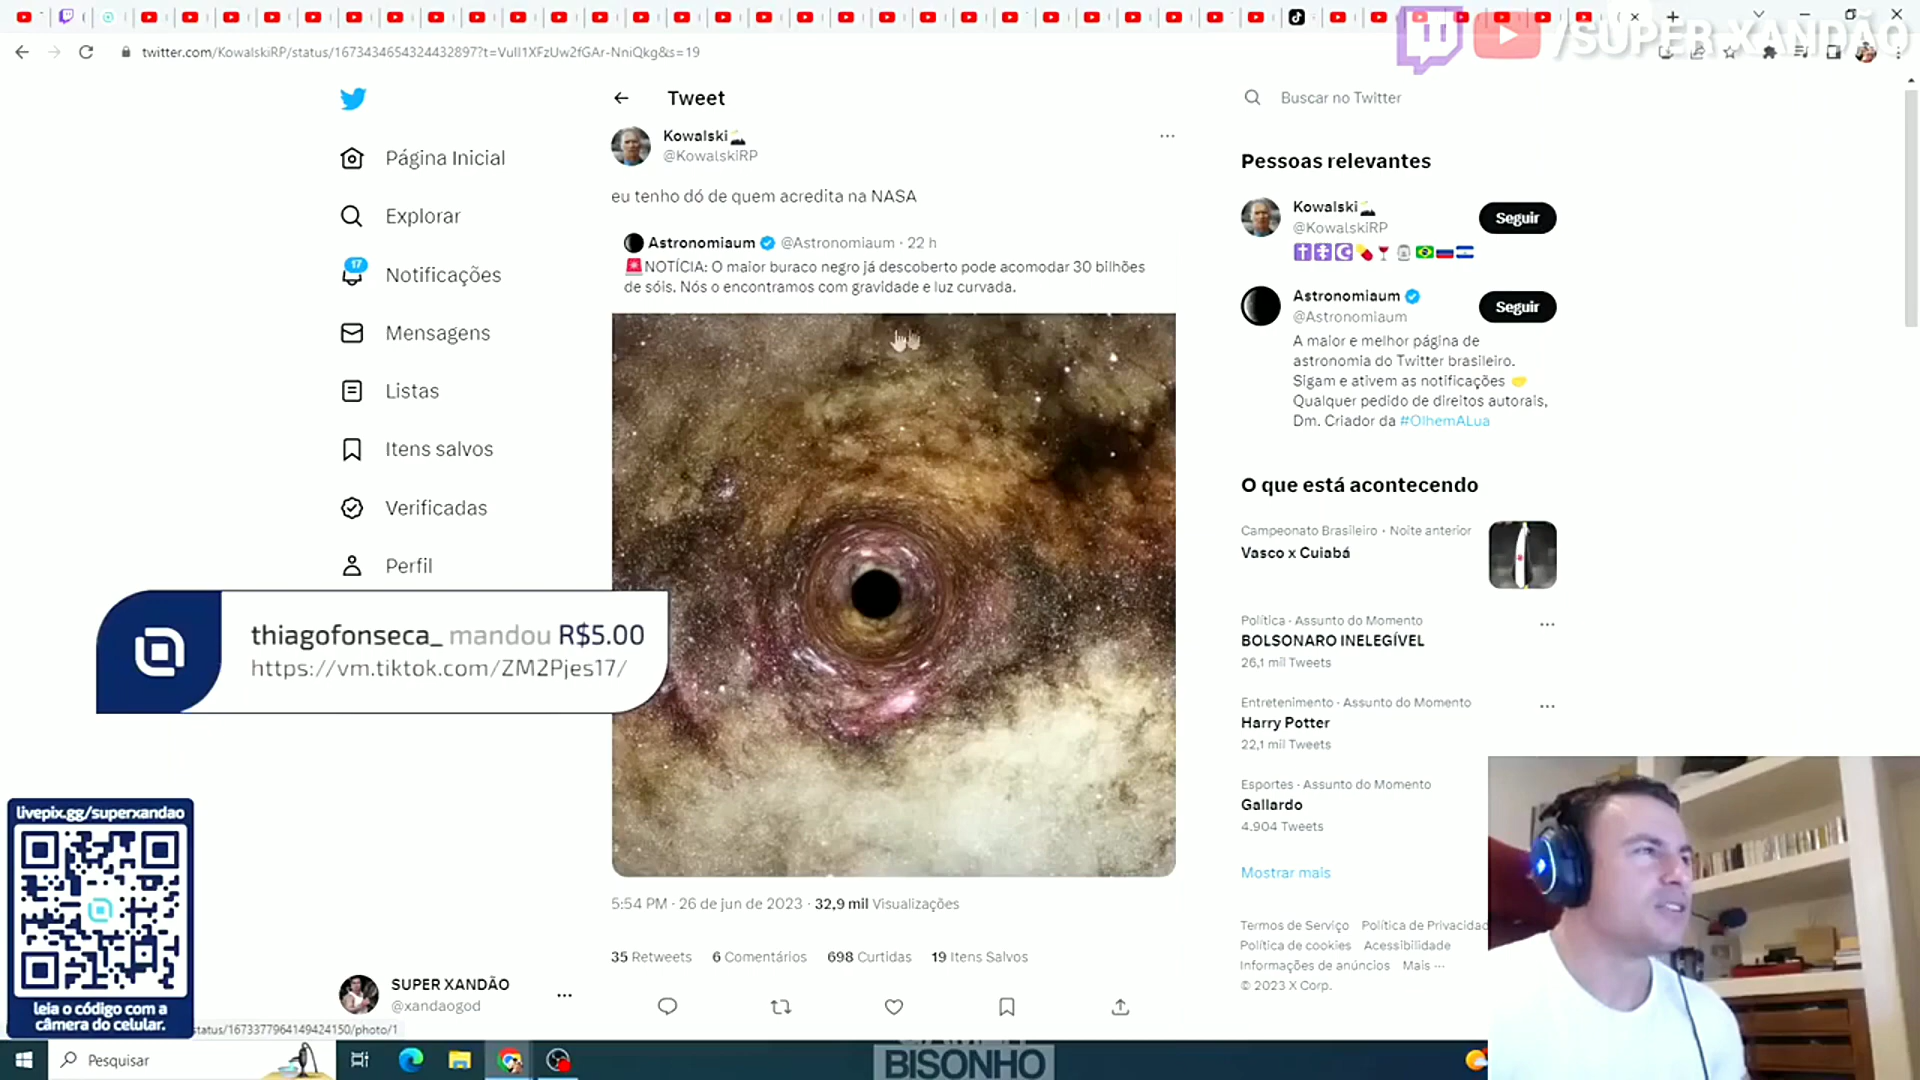 twitter.com/KowalskiRP/status/1673434654324432897?t=VuIl1XFzUw2fGAr-NniQkg&s=19
/SUPER XANDÃO
Página Inicial
Explorar
17
Notificações
Mensagens
Listas
Itens salvos
Verificadas
Perfil
Tweet
Kowalski
@KowalskiRP
eu tenho dó de quem acredita na NASA
Astronomiaum @Astronomiaum · 22 h
🚨NOTÍCIA: O maior buraco negro já descoberto pode acomodar 30 bilhões
de sóis. Nós o encontramos com gravidade e luz curvada.
5:54 PM · 26 de jun de 2023 · 32,9 mil Visualizações
35 Retweets 6 Comentários 698 Curtidas 19 Itens Salvos
Buscar no Twitter
Pessoas relevantes
Kowalski
@KowalskiRP
Seguir
Astronomiaum
@Astronomiaum
Seguir
A maior e melhor página de
astronomia do Twitter brasileiro.
Sigam e ativem as notificações
Qualquer pedido de direitos autorais,
Dm. Criador da #OlhemALua
O que está acontecendo
Campeonato Brasileiro · Noite anterior
Vasco x Cuiabá
Política · Assunto do Momento
BOLSONARO INELEGÍVEL
26,1 mil Tweets
Entretenimento · Assunto do Momento
Harry Potter
22,1 mil Tweets
Esportes · Assunto do Momento
Gallardo
4.904 Tweets
Mostrar mais
Termos de Serviço Política de Privacidad
Política de cookies Acessibilidade
Informações de anúncios Mais ···
© 2023 X Corp.
thiagofonseca_ mandou R$5.00
https://vm.tiktok.com/ZM2Pjes17/
livepix.gg/superxandao
leia o código com a
câmera do celular.
SUPER XANDÃO
@xandaogod
status/1673377964149424150/photo/1
Pesquisar
BISONHO